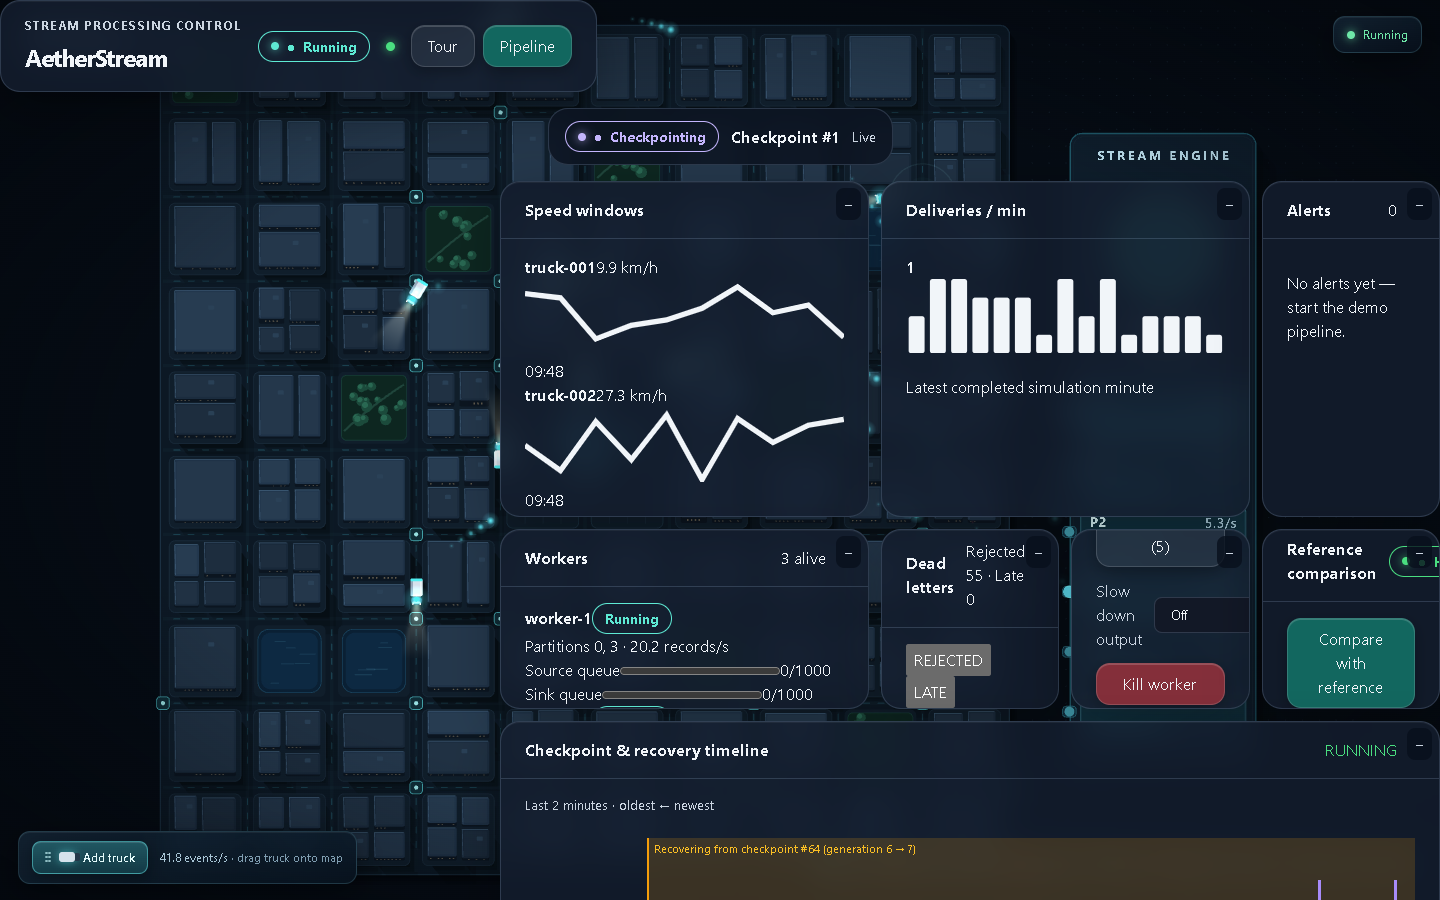 STREAM PROCESSING CONTROL
AetherStream
Running
Tour
Pipeline
Running
Checkpointing
Checkpoint #1
Live
STREAM ENGINE
Speed windows
−
truck-0019.9 km/h
09:48
truck-00227.3 km/h
09:48
Deliveries / min
−
1
Latest completed simulation minute
Alerts
0
−
No alerts yet —
start the demo
pipeline.
P2
5.3/s
Workers
3 alive
−
worker-1
Running
Partitions 0, 3 · 20.2 records/s
Source queue 0/1000
Sink queue 0/1000
Dead
letters
Rejected
55 · Late
0
−
REJECTED
LATE
(5)
−
Slow
down
output
Off
Kill worker
Reference
comparison
−
Compare
with
reference
Checkpoint & recovery timeline
RUNNING
−
Last 2 minutes · oldest ← newest
Recovering from checkpoint #64 (generation 6 → 7)
Add truck
41.8 events/s · drag truck onto map